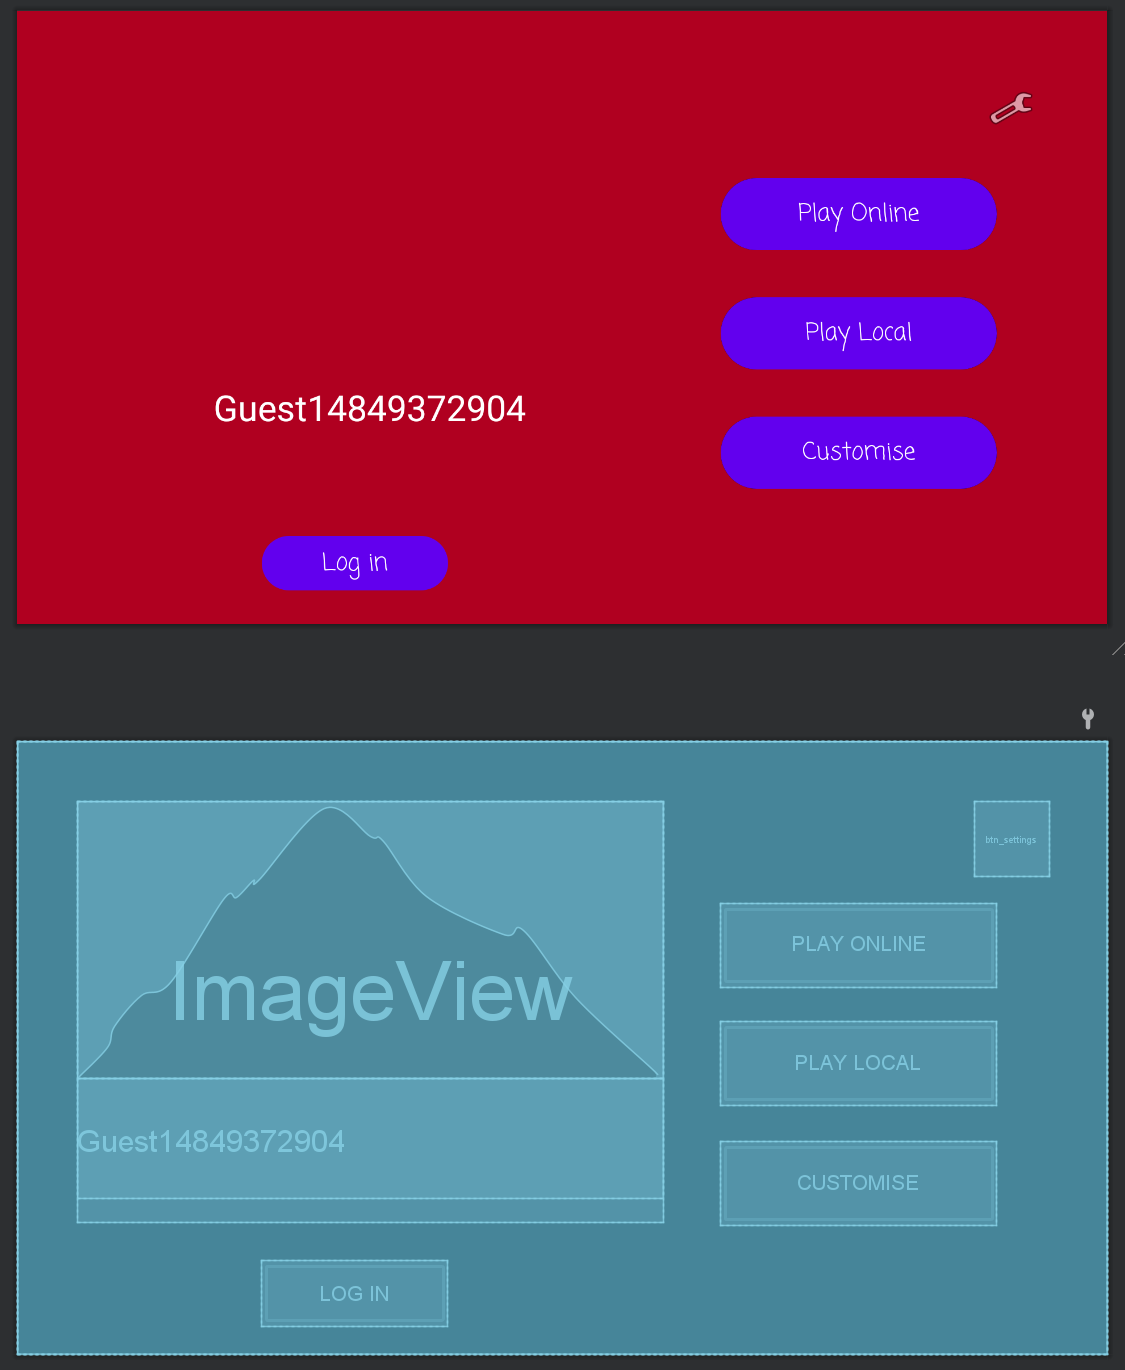 Play Online
Play Local
Guest14849372904
Customise
Log in
btn_settings
PLAY ONLINE
ImageView
PLAY LOCAL
Guest14849372904
CUSTOMISE
LOG IN